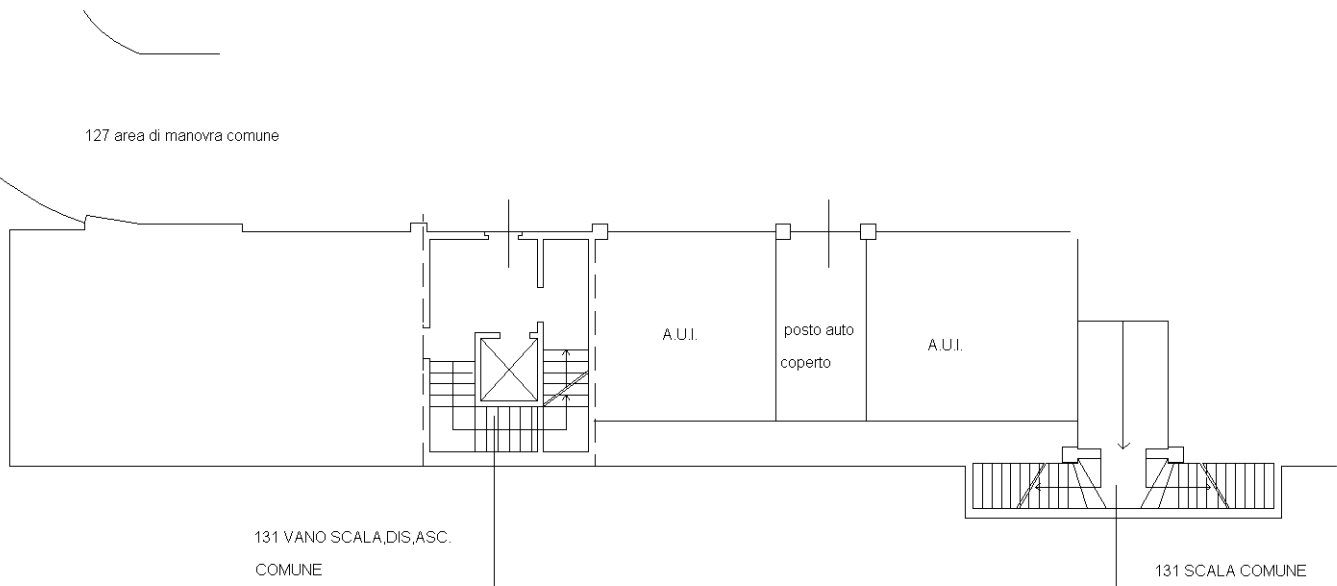 127 area di manovra comune
A.U.I.
posto auto
coperto
A.U.I.
131 VANO SCALA,DIS,ASC.
COMUNE
131 SCALA COMUNE